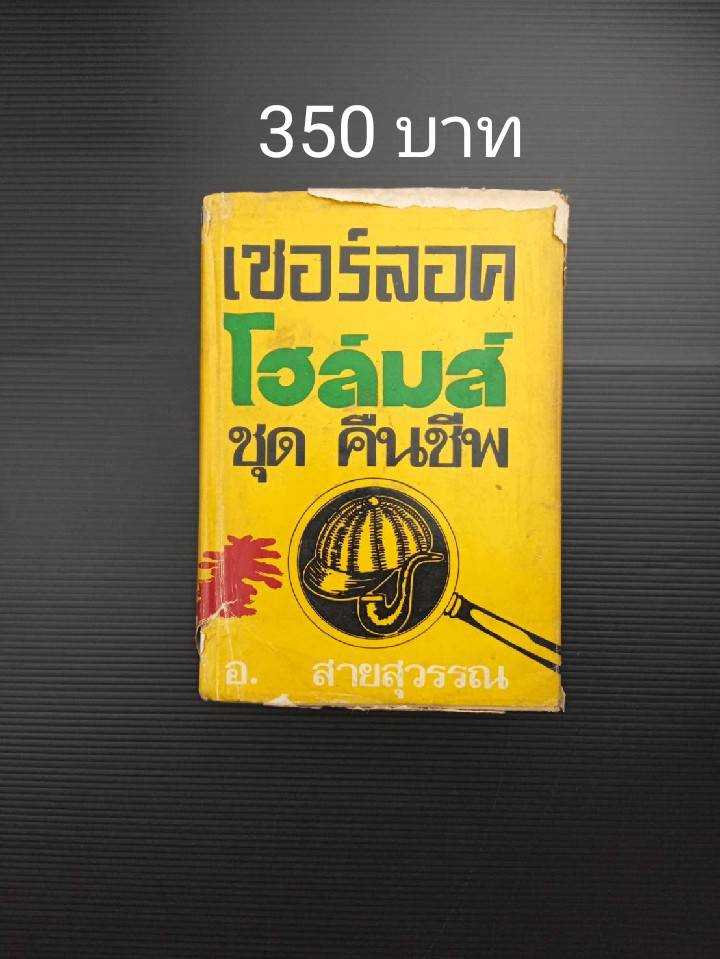 350 บาท
เชอร์ลอค
โฮล์มส์
ชุด คืนชีพ
อ. สายสุวรรณ